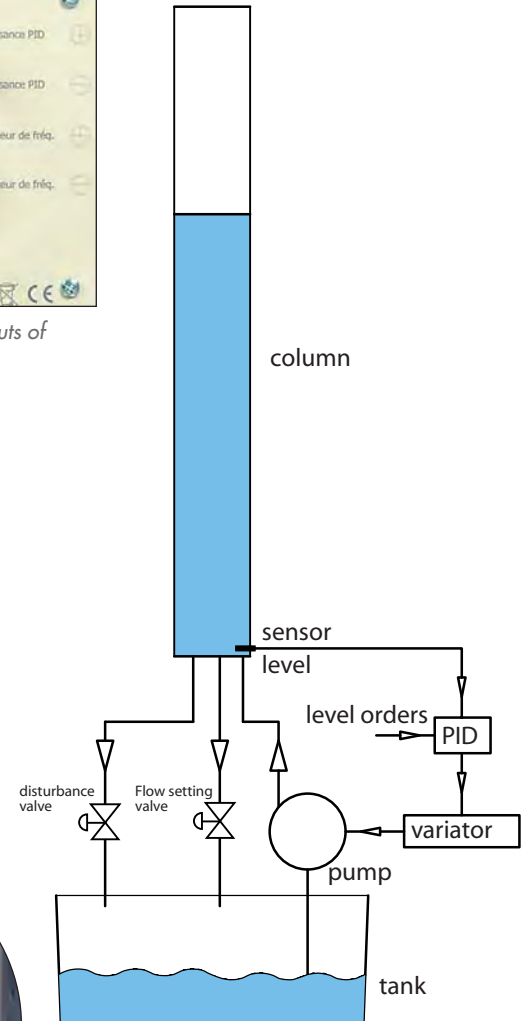 sance PID
sance PID
eur de fréq.
eur de fréq.
CE
uts of
column
sensor
level
level orders
PID
disturbance
valve
Flow setting
valve
variator
pump
tank